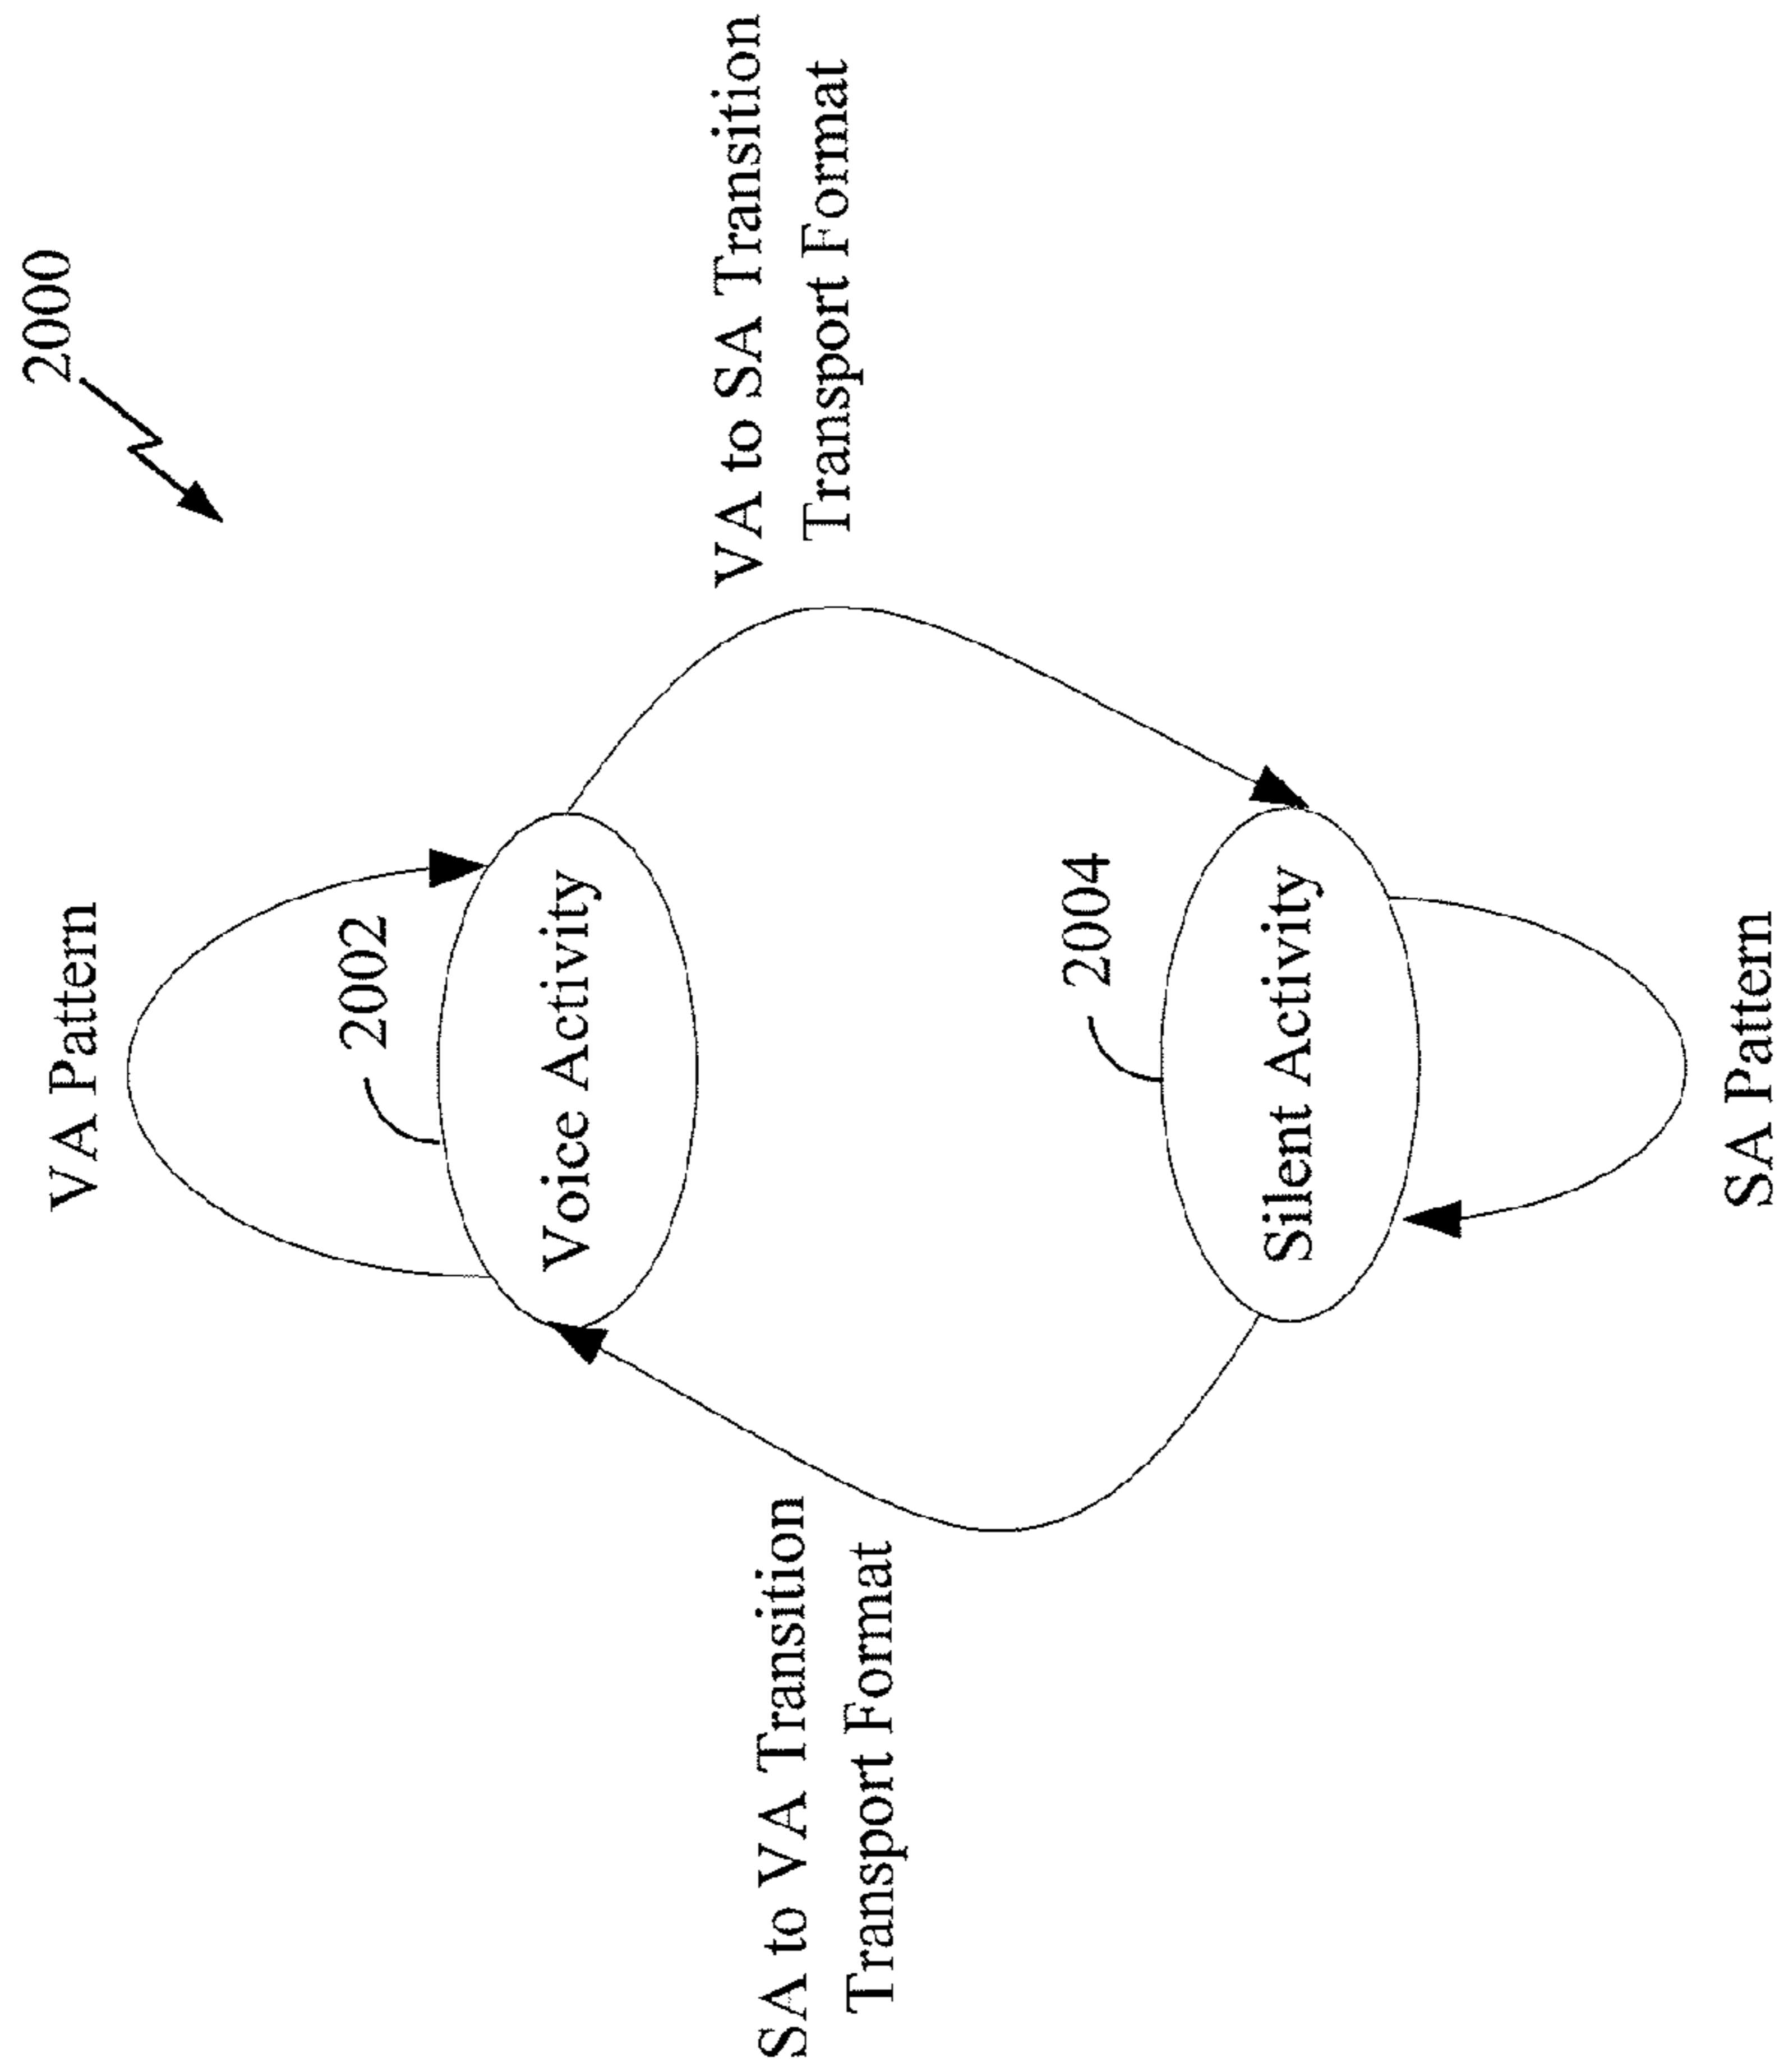 2000
VA Pattern
2002
Voice Activity
SA to VA Transition
Transport Format
VA to SA Transition
Transport Format
2004
Silent Activity
SA Pattern